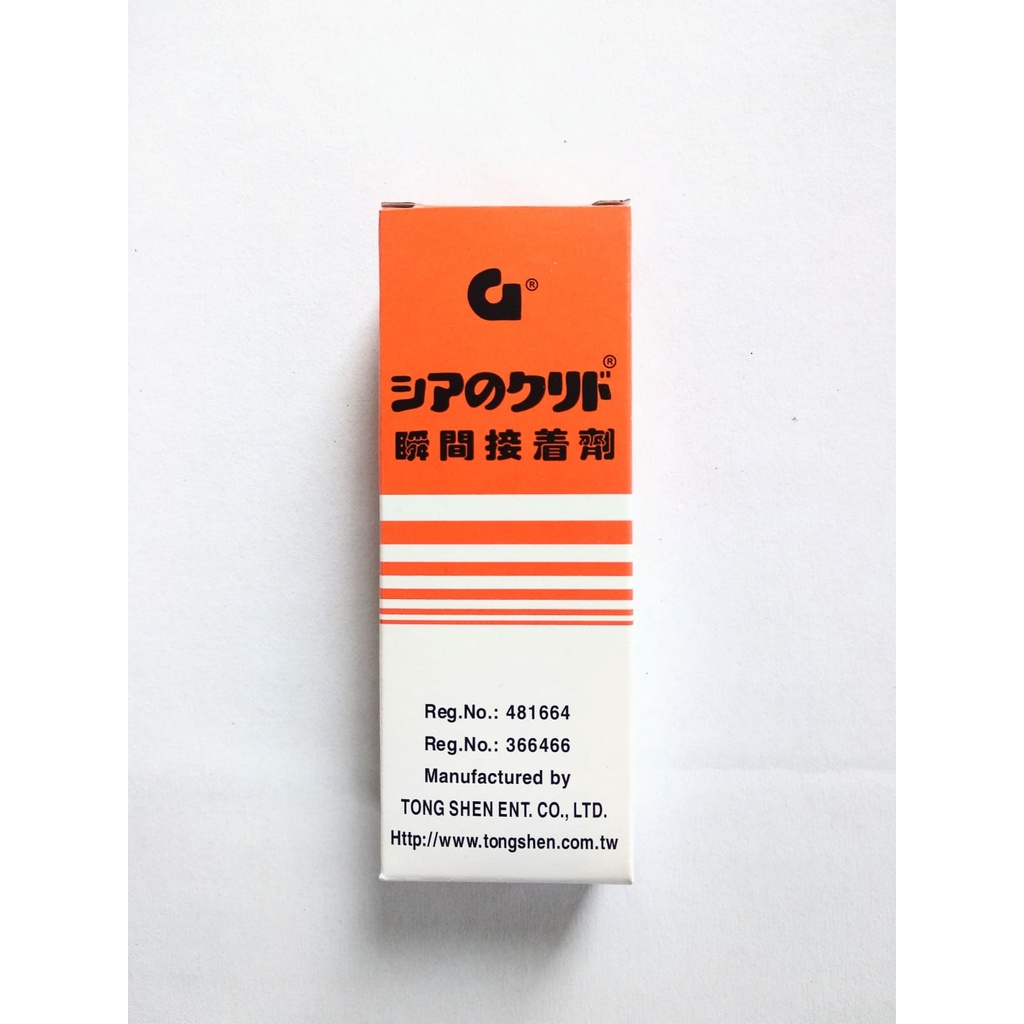 ®
シアのクリド®
瞬間接着劑
Reg.No.: 481664
Reg.No.: 366466
Manufactured by
TONG SHEN ENT. CO., LTD.
Http://www.tongshen.com.tw